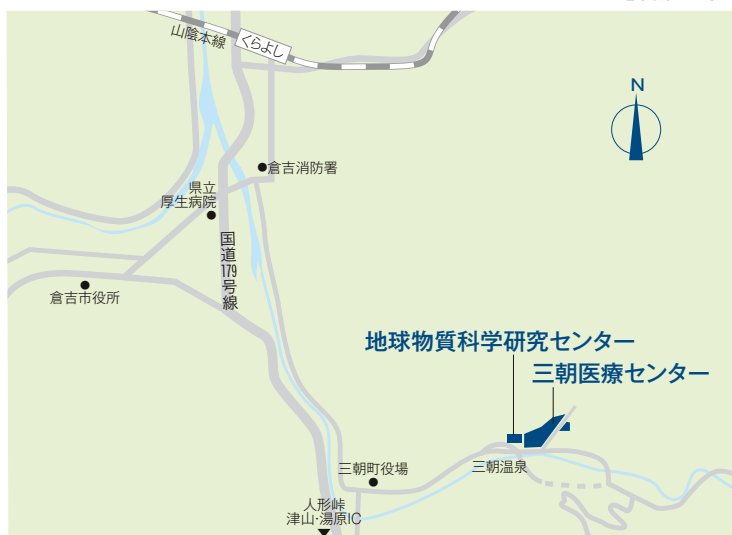 山陰本線
くらよし
N
倉吉消防署
県立
厚生病院
国道179号線
倉吉市役所
地球物質科学研究センター
三朝医療センター
三朝町役場
三朝温泉
人形峠
津山・湯原IC